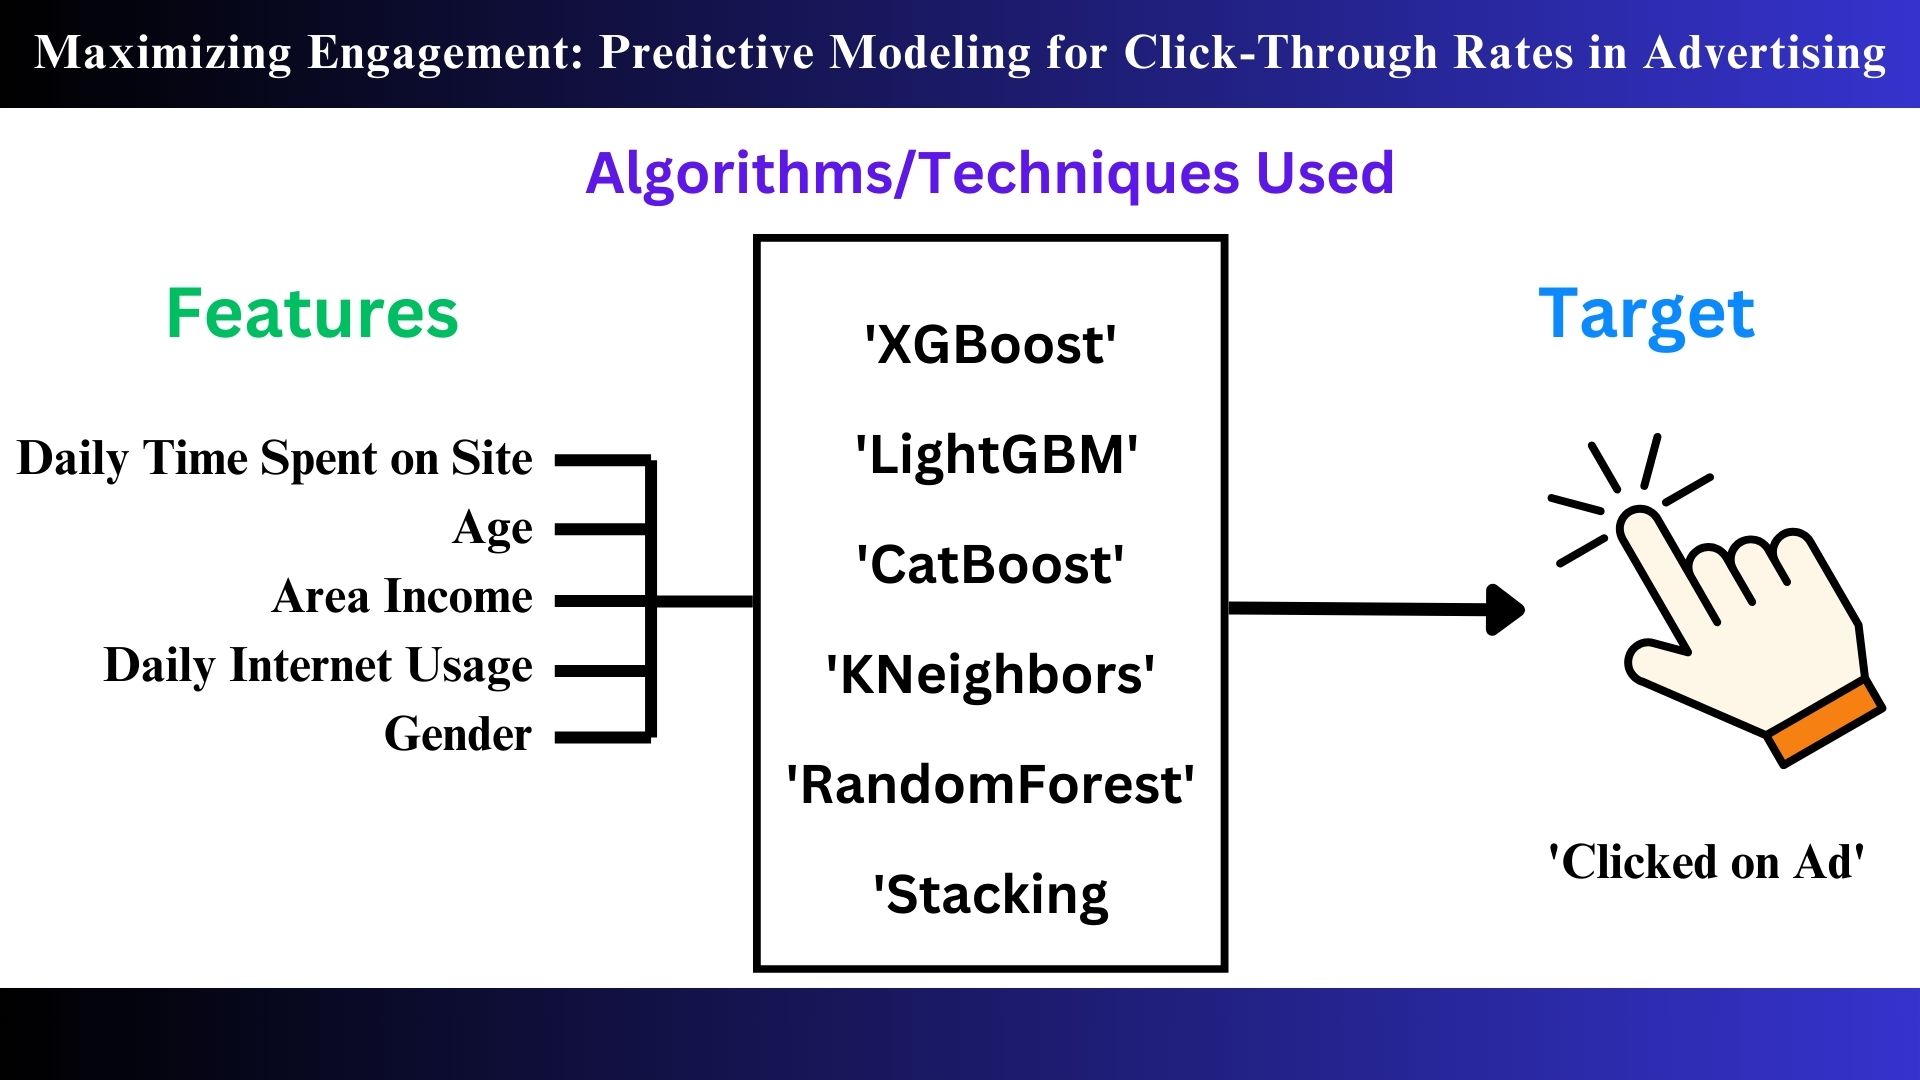 Maximizing Engagement: Predictive Modeling for Click-Through Rates in Advertising
Algorithms/Techniques Used
Features
Daily Time Spent on Site
Age
Area Income
Daily Internet Usage
Gender
'XGBoost'
'LightGBM'
'CatBoost'
'KNeighbors'
'RandomForest'
'Stacking
Target
'Clicked on Ad'